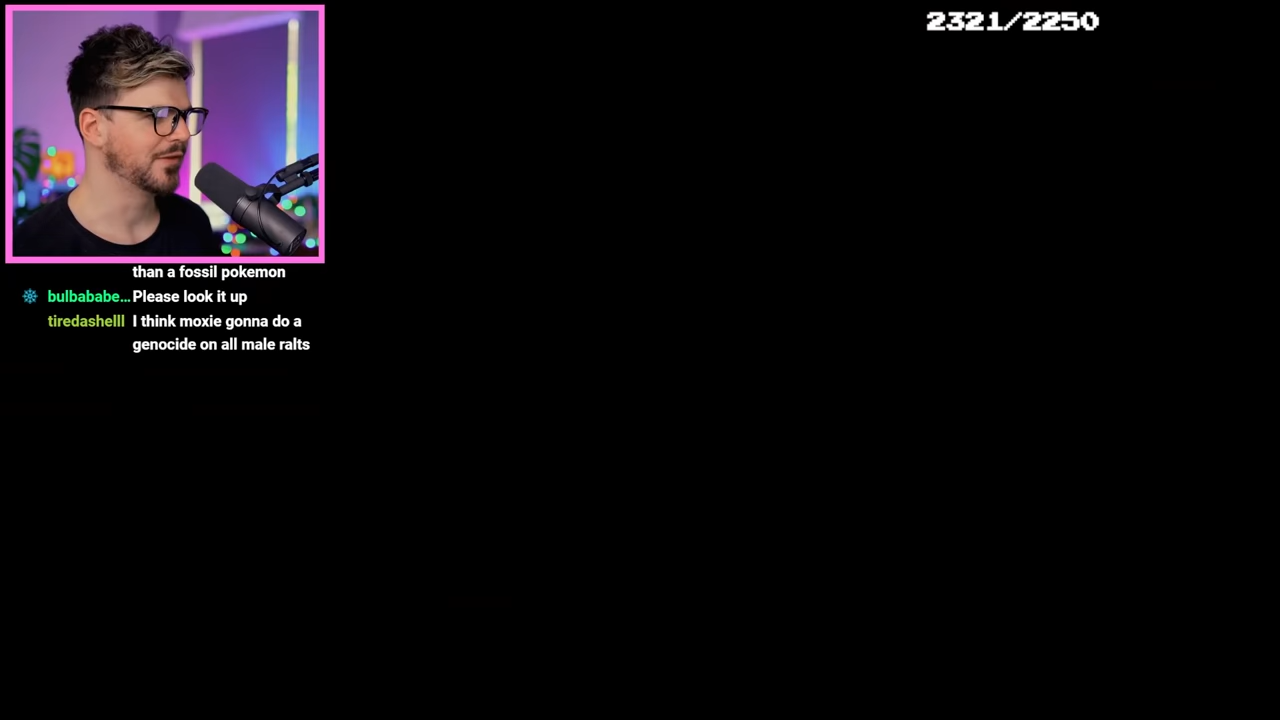 2321/2250
than a fossil pokemon
bulbababe... Please look it up
tiredashelll I think moxie gonna do a
genocide on all male ralts